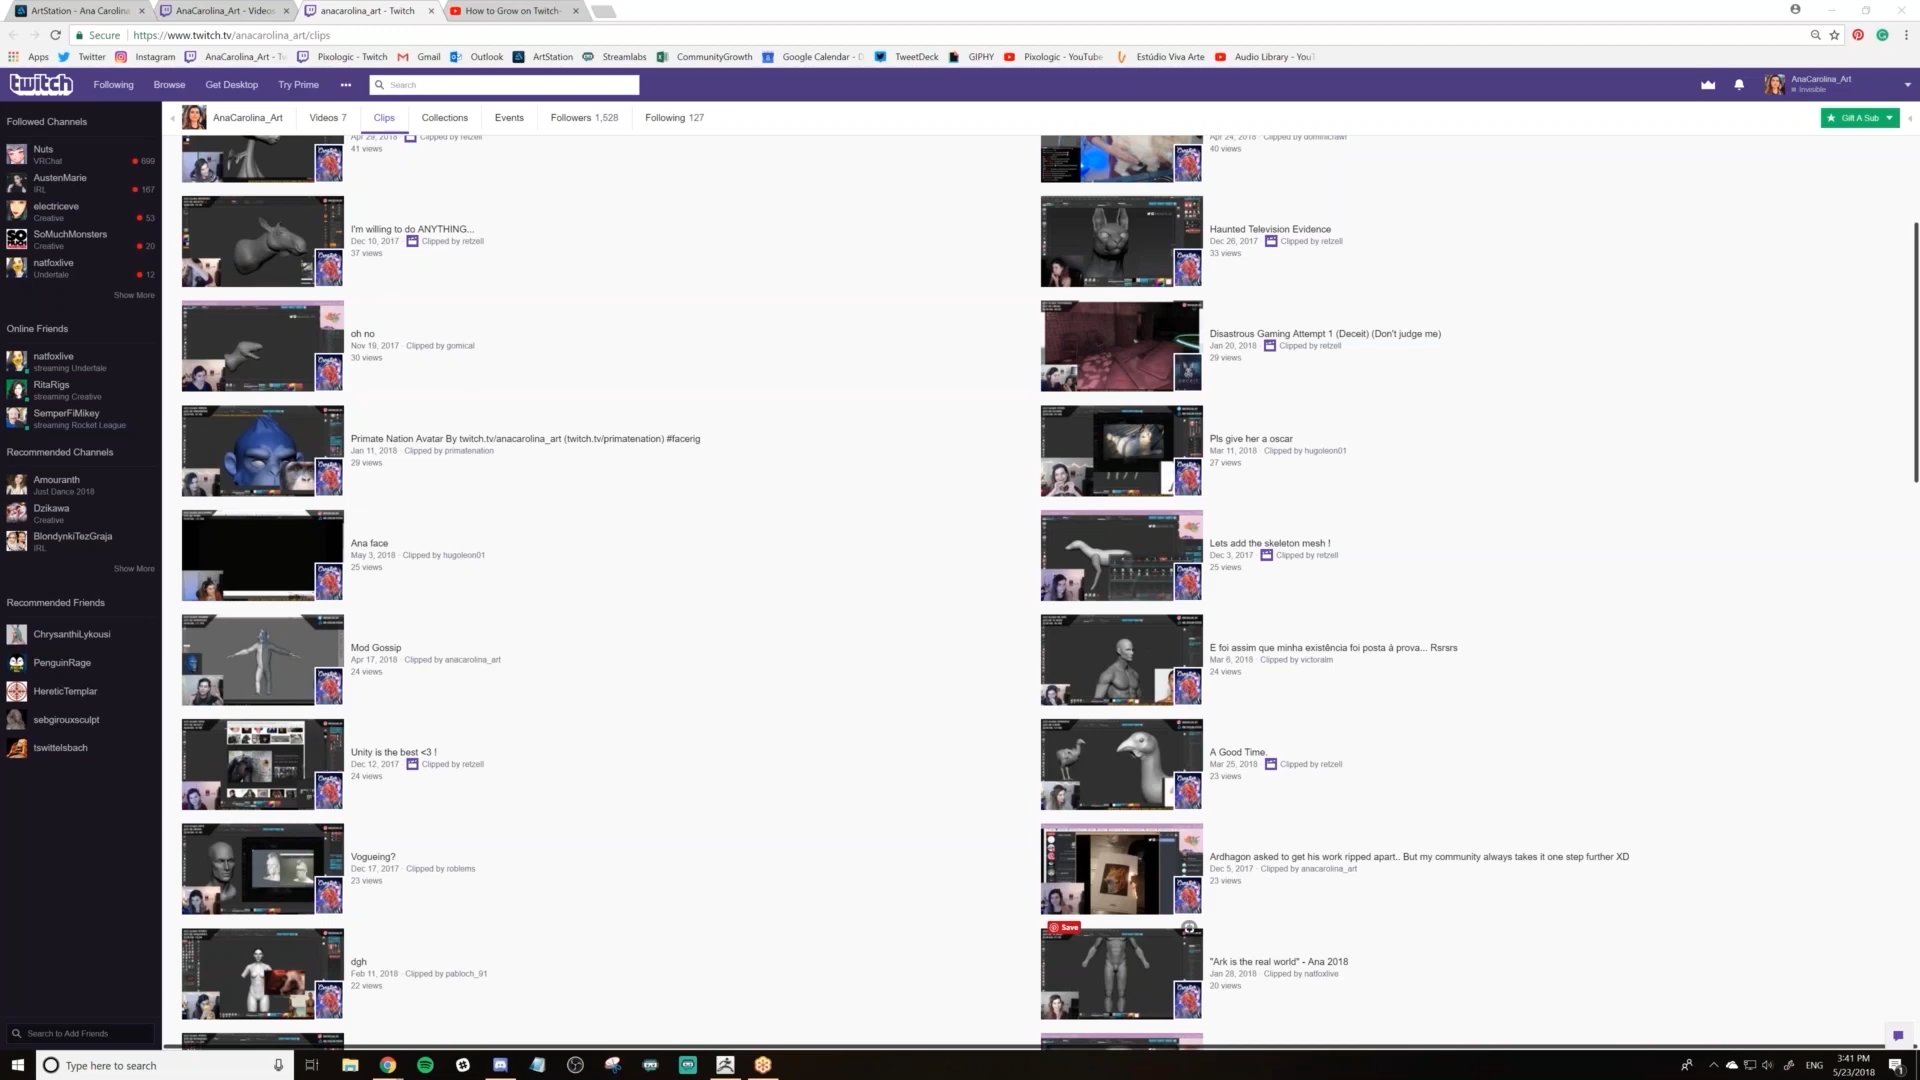 ArtStation - Ana Carolina
AnaCarolina_Art - Videos
anacarolina_art - Twitch
How to Grow on Twitch-
Secure
https://www.twitch.tv/anacarolina_art/clips
Apps
Twitter
Instagram
AnaCarolina_Art - Tw
Pixologic - Twitch
Gmail
Outlook
ArtStation
Streamlabs
CommunityGrowth
Google Calendar - D
TweetDeck
GIPHY
Pixologic - YouTube
Estúdio Viva Arte
Audio Library - YouT
twitch
Following
Browse
Get Desktop
Try Prime
Search
AnaCarolina_Art
Invisible
AnaCarolina_Art
Videos 7
Clips
Collections
Events
Followers 1,528
Following 127
Gift A Sub
Followed Channels
Nuts
VRChat
699
AustenMarie
IRL
167
electriceve
Creative
53
SoMuchMonsters
Creative
20
natfoxlive
Undertale
12
Show More
Online Friends
natfoxlive
streaming Undertale
RitaRigs
streaming Creative
SemperFiMikey
streaming Rocket League
Recommended Channels
Amouranth
Just Dance 2018
Dzikawa
Creative
BlondynkiTezGraja
IRL
Show More
Recommended Friends
ChrysanthiLykousi
PenguinRage
HereticTemplar
sebgirouxsculpt
tswittelsbach
Search to Add Friends
Apr 29, 2018 · Clipped by retzell
41 views
Apr 24, 2018 · Clipped by dominicrawl
40 views
I'm willing to do ANYTHING...
Dec 10, 2017 · Clipped by retzell
37 views
Haunted Television Evidence
Dec 26, 2017 · Clipped by retzell
33 views
oh no
Nov 19, 2017 · Clipped by gomical
30 views
Disastrous Gaming Attempt 1 (Deceit) (Don't judge me)
Jan 20, 2018 · Clipped by retzell
29 views
Primate Nation Avatar By twitch.tv/anacarolina_art (twitch.tv/primatenation) #facerig
Jan 11, 2018 · Clipped by primatenation
29 views
Pls give her a oscar
Mar 11, 2018 · Clipped by hugoleon01
27 views
Ana face
May 3, 2018 · Clipped by hugoleon01
25 views
Lets add the skeleton mesh !
Dec 3, 2017 · Clipped by retzell
25 views
Mod Gossip
Apr 17, 2018 · Clipped by anacarolina_art
24 views
E foi assim que minha existência foi posta á prova... Rsrsrs
Mar 6, 2018 · Clipped by victoralm
24 views
Unity is the best <3 !
Dec 12, 2017 · Clipped by retzell
24 views
A Good Time.
Mar 25, 2018 · Clipped by retzell
23 views
Vogueing?
Dec 17, 2017 · Clipped by roblems
23 views
Ardhagon asked to get his work ripped apart.. But my community always takes it one step further XD
Dec 5, 2017 · Clipped by anacarolina_art
23 views
Save
dgh
Feb 11, 2018 · Clipped by pabloch_91
22 views
"Ark is the real world" - Ana 2018
Jan 28, 2018 · Clipped by natfoxlive
20 views
Type here to search
ENG
3:41 PM
5/23/2018